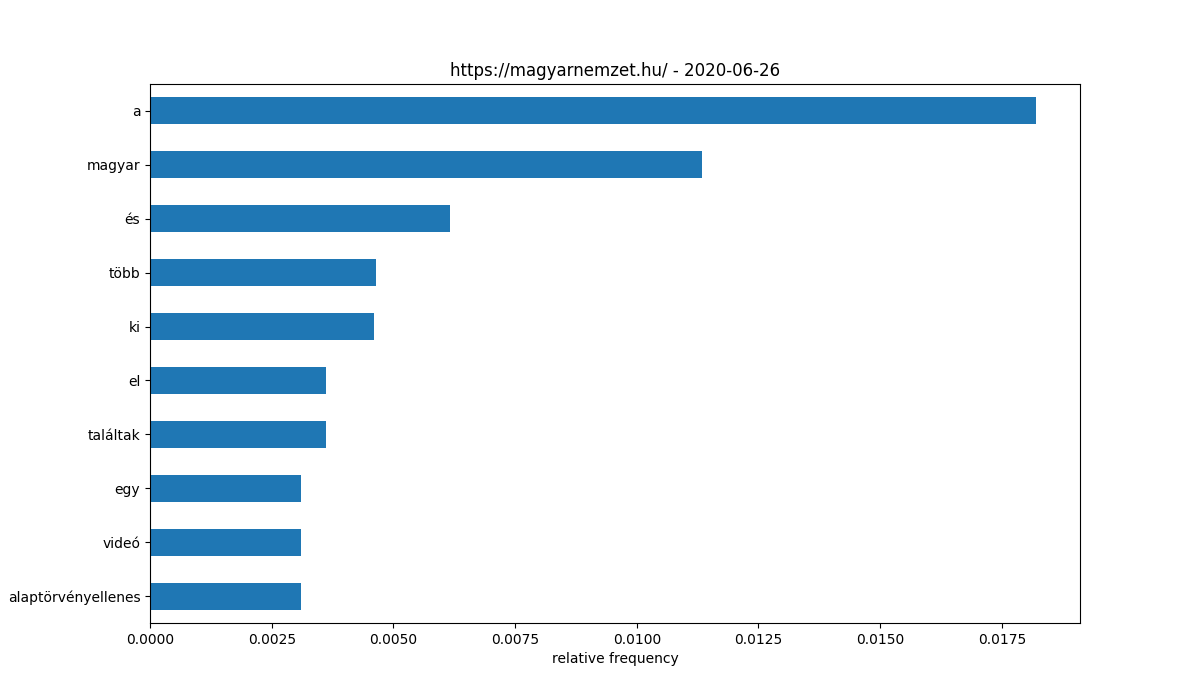 https://magyarnemzet.hu/ - 2020-06-26
a
magyar
és
több
ki
el
találtak
egy
videó
alaptörvényellenes
0.0000 0.0025 0.0050 0.0075 0.0100 0.0125 0.0150 0.0175
relative frequency